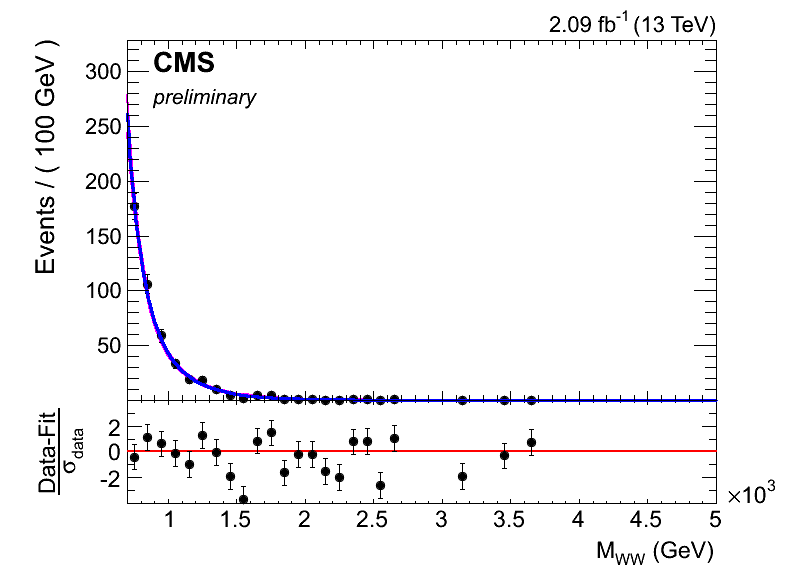 2.09 fb⁻¹ (13 TeV)
CMS
preliminary
Events / ( 100 GeV )
300
250
200
150
100
50
Data-Fit
σdata
2
0
-2
×10³
1 1.5 2 2.5 3 3.5 4 4.5 5
MWW (GeV)